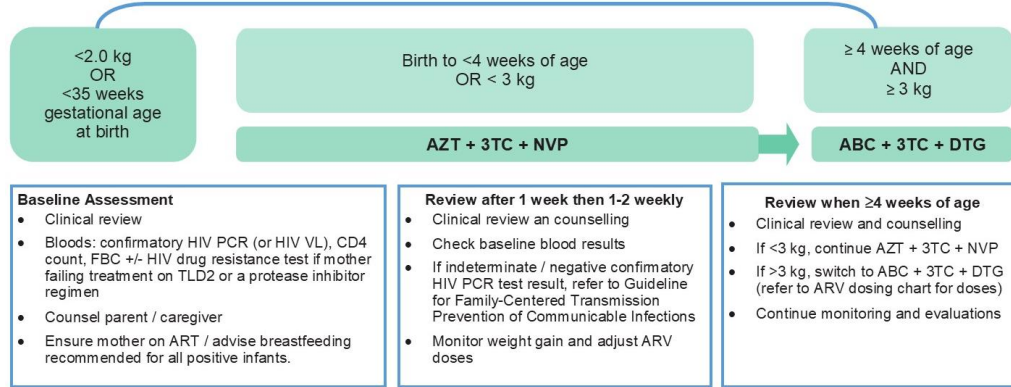 <2.0 kg
OR
<35 weeks
gestational age
at birth
Birth to <4 weeks of age
OR < 3 kg
≥ 4 weeks of age
AND
≥ 3 kg
AZT + 3TC + NVP
ABC + 3TC + DTG
Baseline Assessment
• Clinical review
• Bloods: confirmatory HIV PCR (or HIV VL), CD4
count, FBC +/- HIV drug resistance test if mother
failing treatment on TLD2 or a protease inhibitor
regimen
• Counsel parent / caregiver
• Ensure mother on ART / advise breastfeeding
recommended for all positive infants.
Review after 1 week then 1-2 weekly
• Clinical review an counselling
• Check baseline blood results
• If indeterminate / negative confirmatory
HIV PCR test result, refer to Guideline
for Family-Centered Transmission
Prevention of Communicable Infections
• Monitor weight gain and adjust ARV
doses
Review when ≥4 weeks of age
• Clinical review and counselling
• If <3 kg, continue AZT + 3TC + NVP
• If >3 kg, switch to ABC + 3TC + DTG
(refer to ARV dosing chart for doses)
• Continue monitoring and evaluations